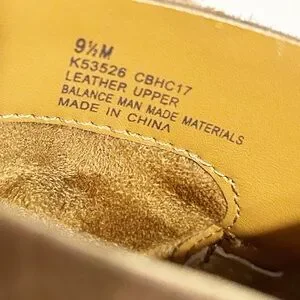 9½M
K53526 CBHC17
LEATHER UPPER
BALANCE MAN MADE MATERIALS
MADE IN CHINA